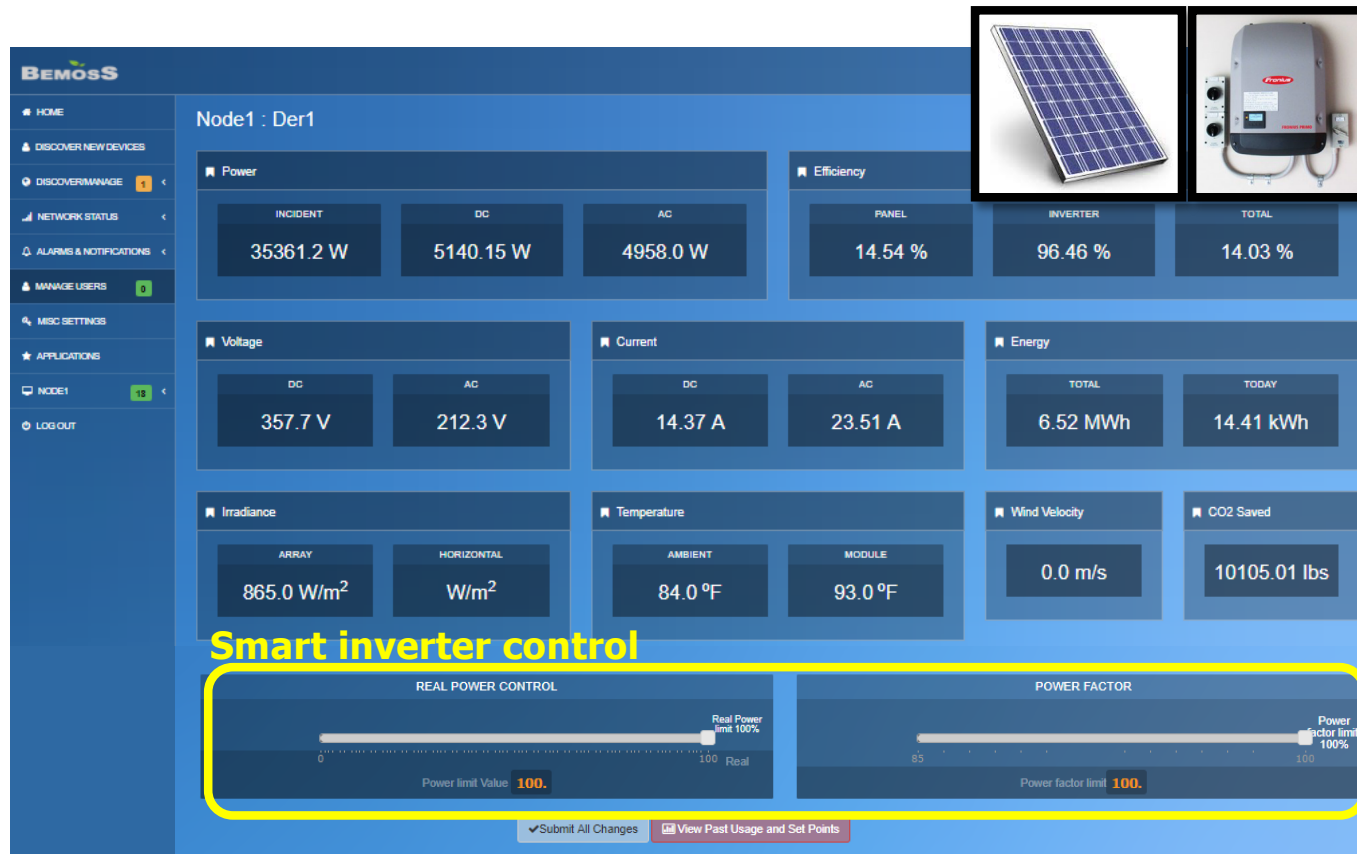 BEMOSS
HOME
DISCOVER NEW DEVICES
DISCOVER/MANAGE 1
NETWORK STATUS
ALARMS & NOTIFICATIONS
MANAGE USERS 0
MISC SETTINGS
APPLICATIONS
NODE1 18
LOG OUT
Node1 : Der1
Fronius
Power
INCIDENT DC AC
35361.2 W 5140.15 W 4958.0 W
Efficiency
PANEL INVERTER TOTAL
14.54 % 96.46 % 14.03 %
Voltage
DC AC
357.7 V 212.3 V
Current
DC AC
14.37 A 23.51 A
Energy
TOTAL TODAY
6.52 MWh 14.41 kWh
Irradiance
ARRAY HORIZONTAL
865.0 W/m² W/m²
Temperature
AMBIENT MODULE
84.0 ºF 93.0 ºF
Wind Velocity
0.0 m/s
CO2 Saved
10105.01 lbs
Smart inverter control
REAL POWER CONTROL
Real Power
limit 100%
0 100 Real
Power limit Value 100.
POWER FACTOR
Power
factor limit
100%
85 100
Power factor limit 100.
Submit All Changes View Past Usage and Set Points